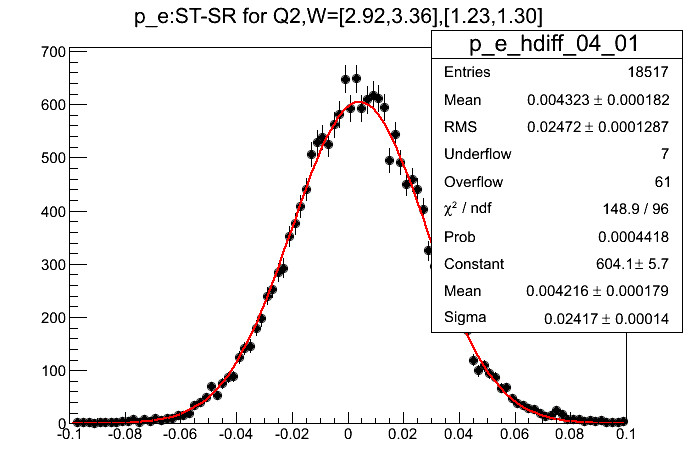 p_e:ST-SR for Q2,W=[2.92,3.36],[1.23,1.30]
p_e_hdiff_04_01
Entries 18517
Mean 0.004323 ± 0.000182
RMS 0.02472 ± 0.0001287
Underflow 7
Overflow 61
χ² / ndf 148.9 / 96
Prob 0.0004418
Constant 604.1± 5.7
Mean 0.004216 ± 0.000179
Sigma 0.02417 ± 0.00014
700
600
500
400
300
200
100
0
-0.1 -0.08 -0.06 -0.04 -0.02 0 0.02 0.04 0.06 0.08 0.1